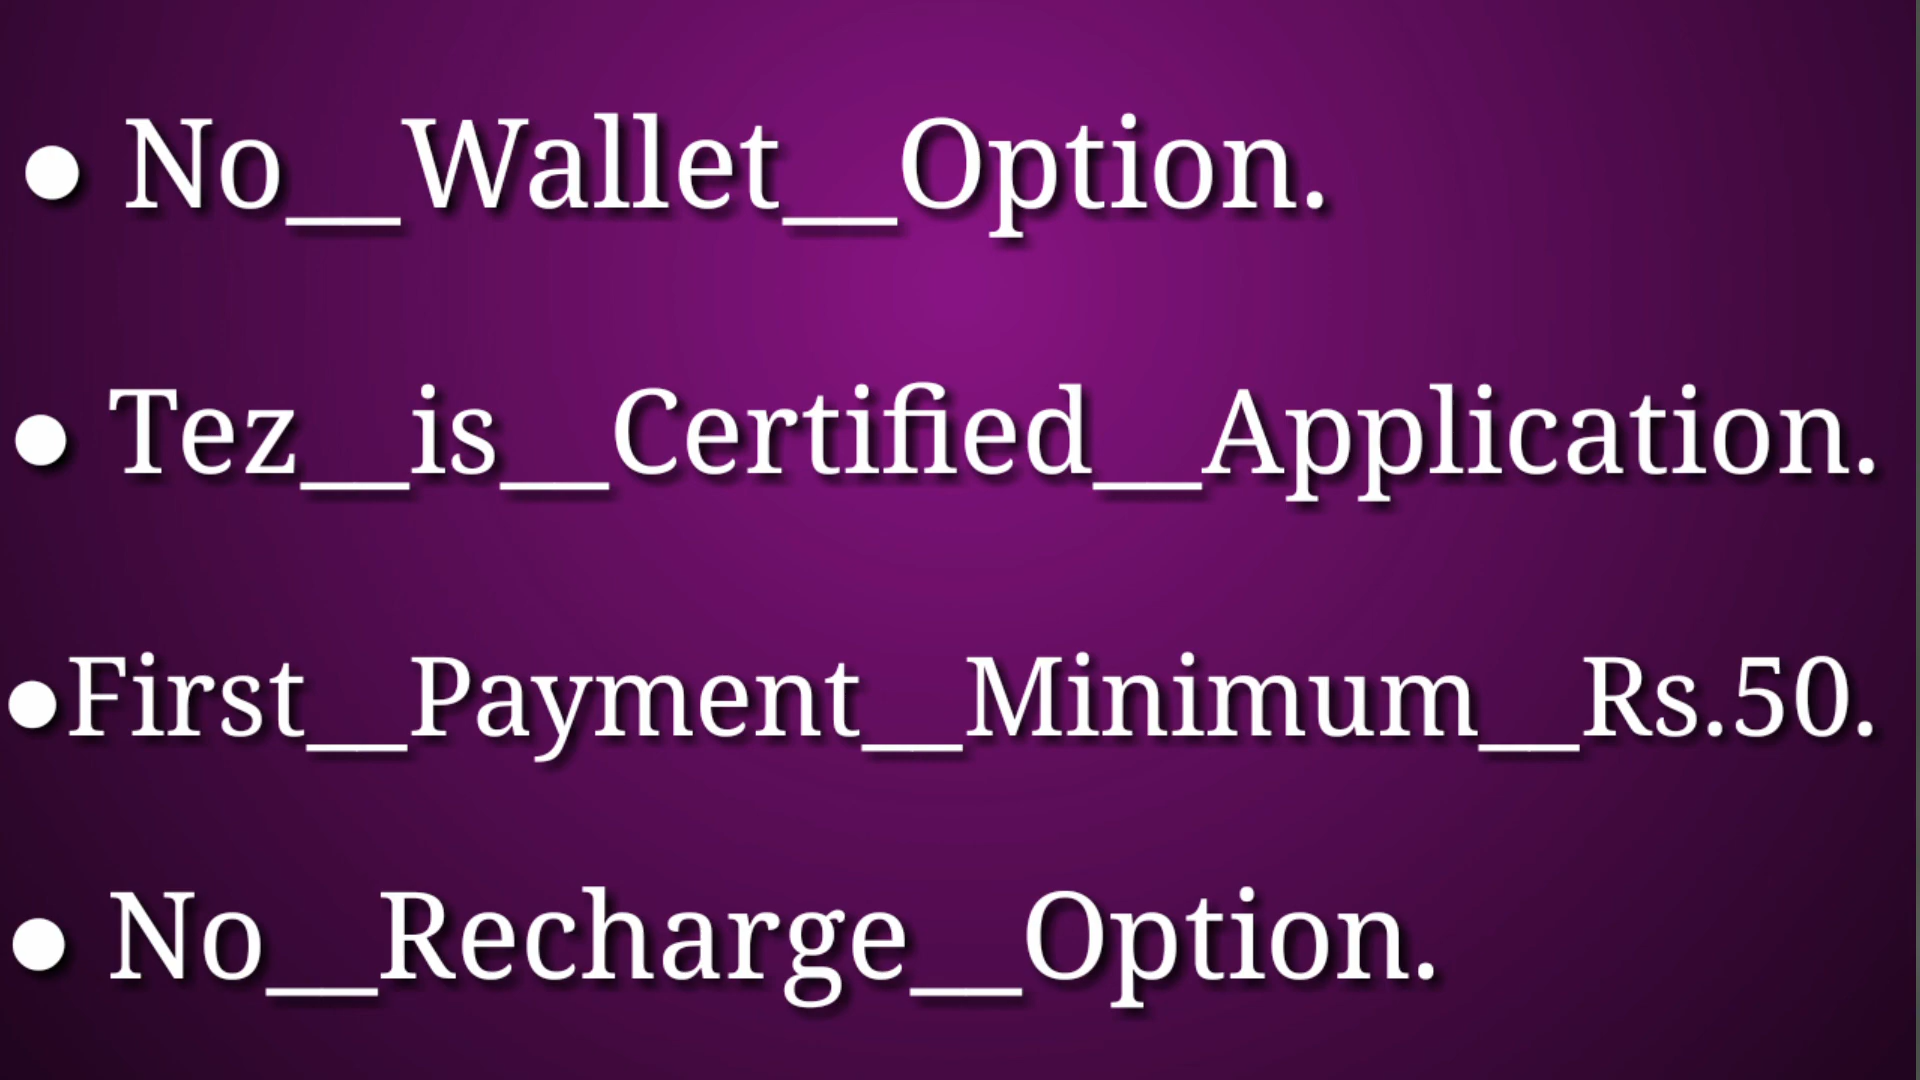 ● No__Wallet__Option.
● Tez__is__Certified__Application.
●First__Payment__Minimum__Rs.50.
● No__Recharge__Option.